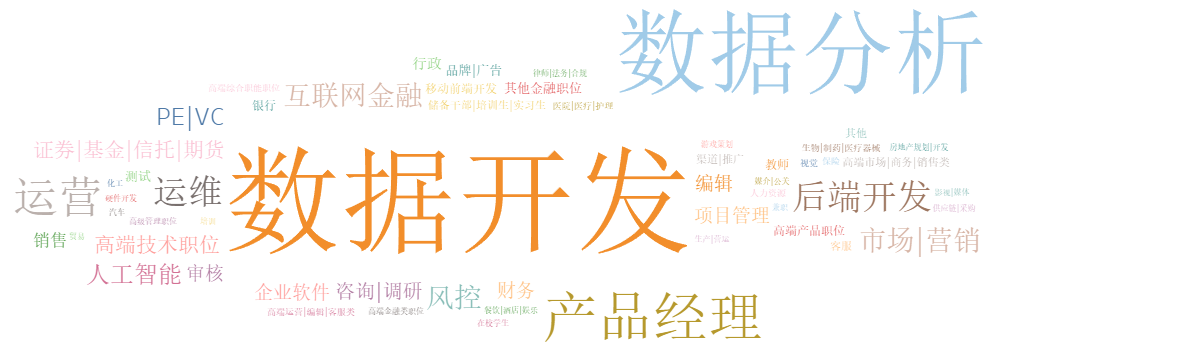 数据分析
行政
品牌|广告
律师|法务|合规
高端综合职能职位
互联网金融
移动前端开发
其他金融职位
银行
储备干部|培训生|实习生
医院|医疗|护理
PE|VC
证券|基金|信托|期货
数据开发
游戏策划
渠道|推广
其他
生物|制药|医疗器械
房地产规划|开发
教师
视觉
保险
高端市场|商务|销售类
运营
化工
测试
硬件开发
运维
汽车
高级管理职位
编辑
媒介|公关
人力资源
后端开发
影视|媒体
供应链|采购
项目管理
高端产品职位
生产|营运
客服
市场|营销
销售
贸易
高端技术职位
人工智能
审核
企业软件
咨询|调研
风控
财务
高端运营|编辑|客服类
高端金融类职位
餐饮|酒店|娱乐
在校学生
产品经理